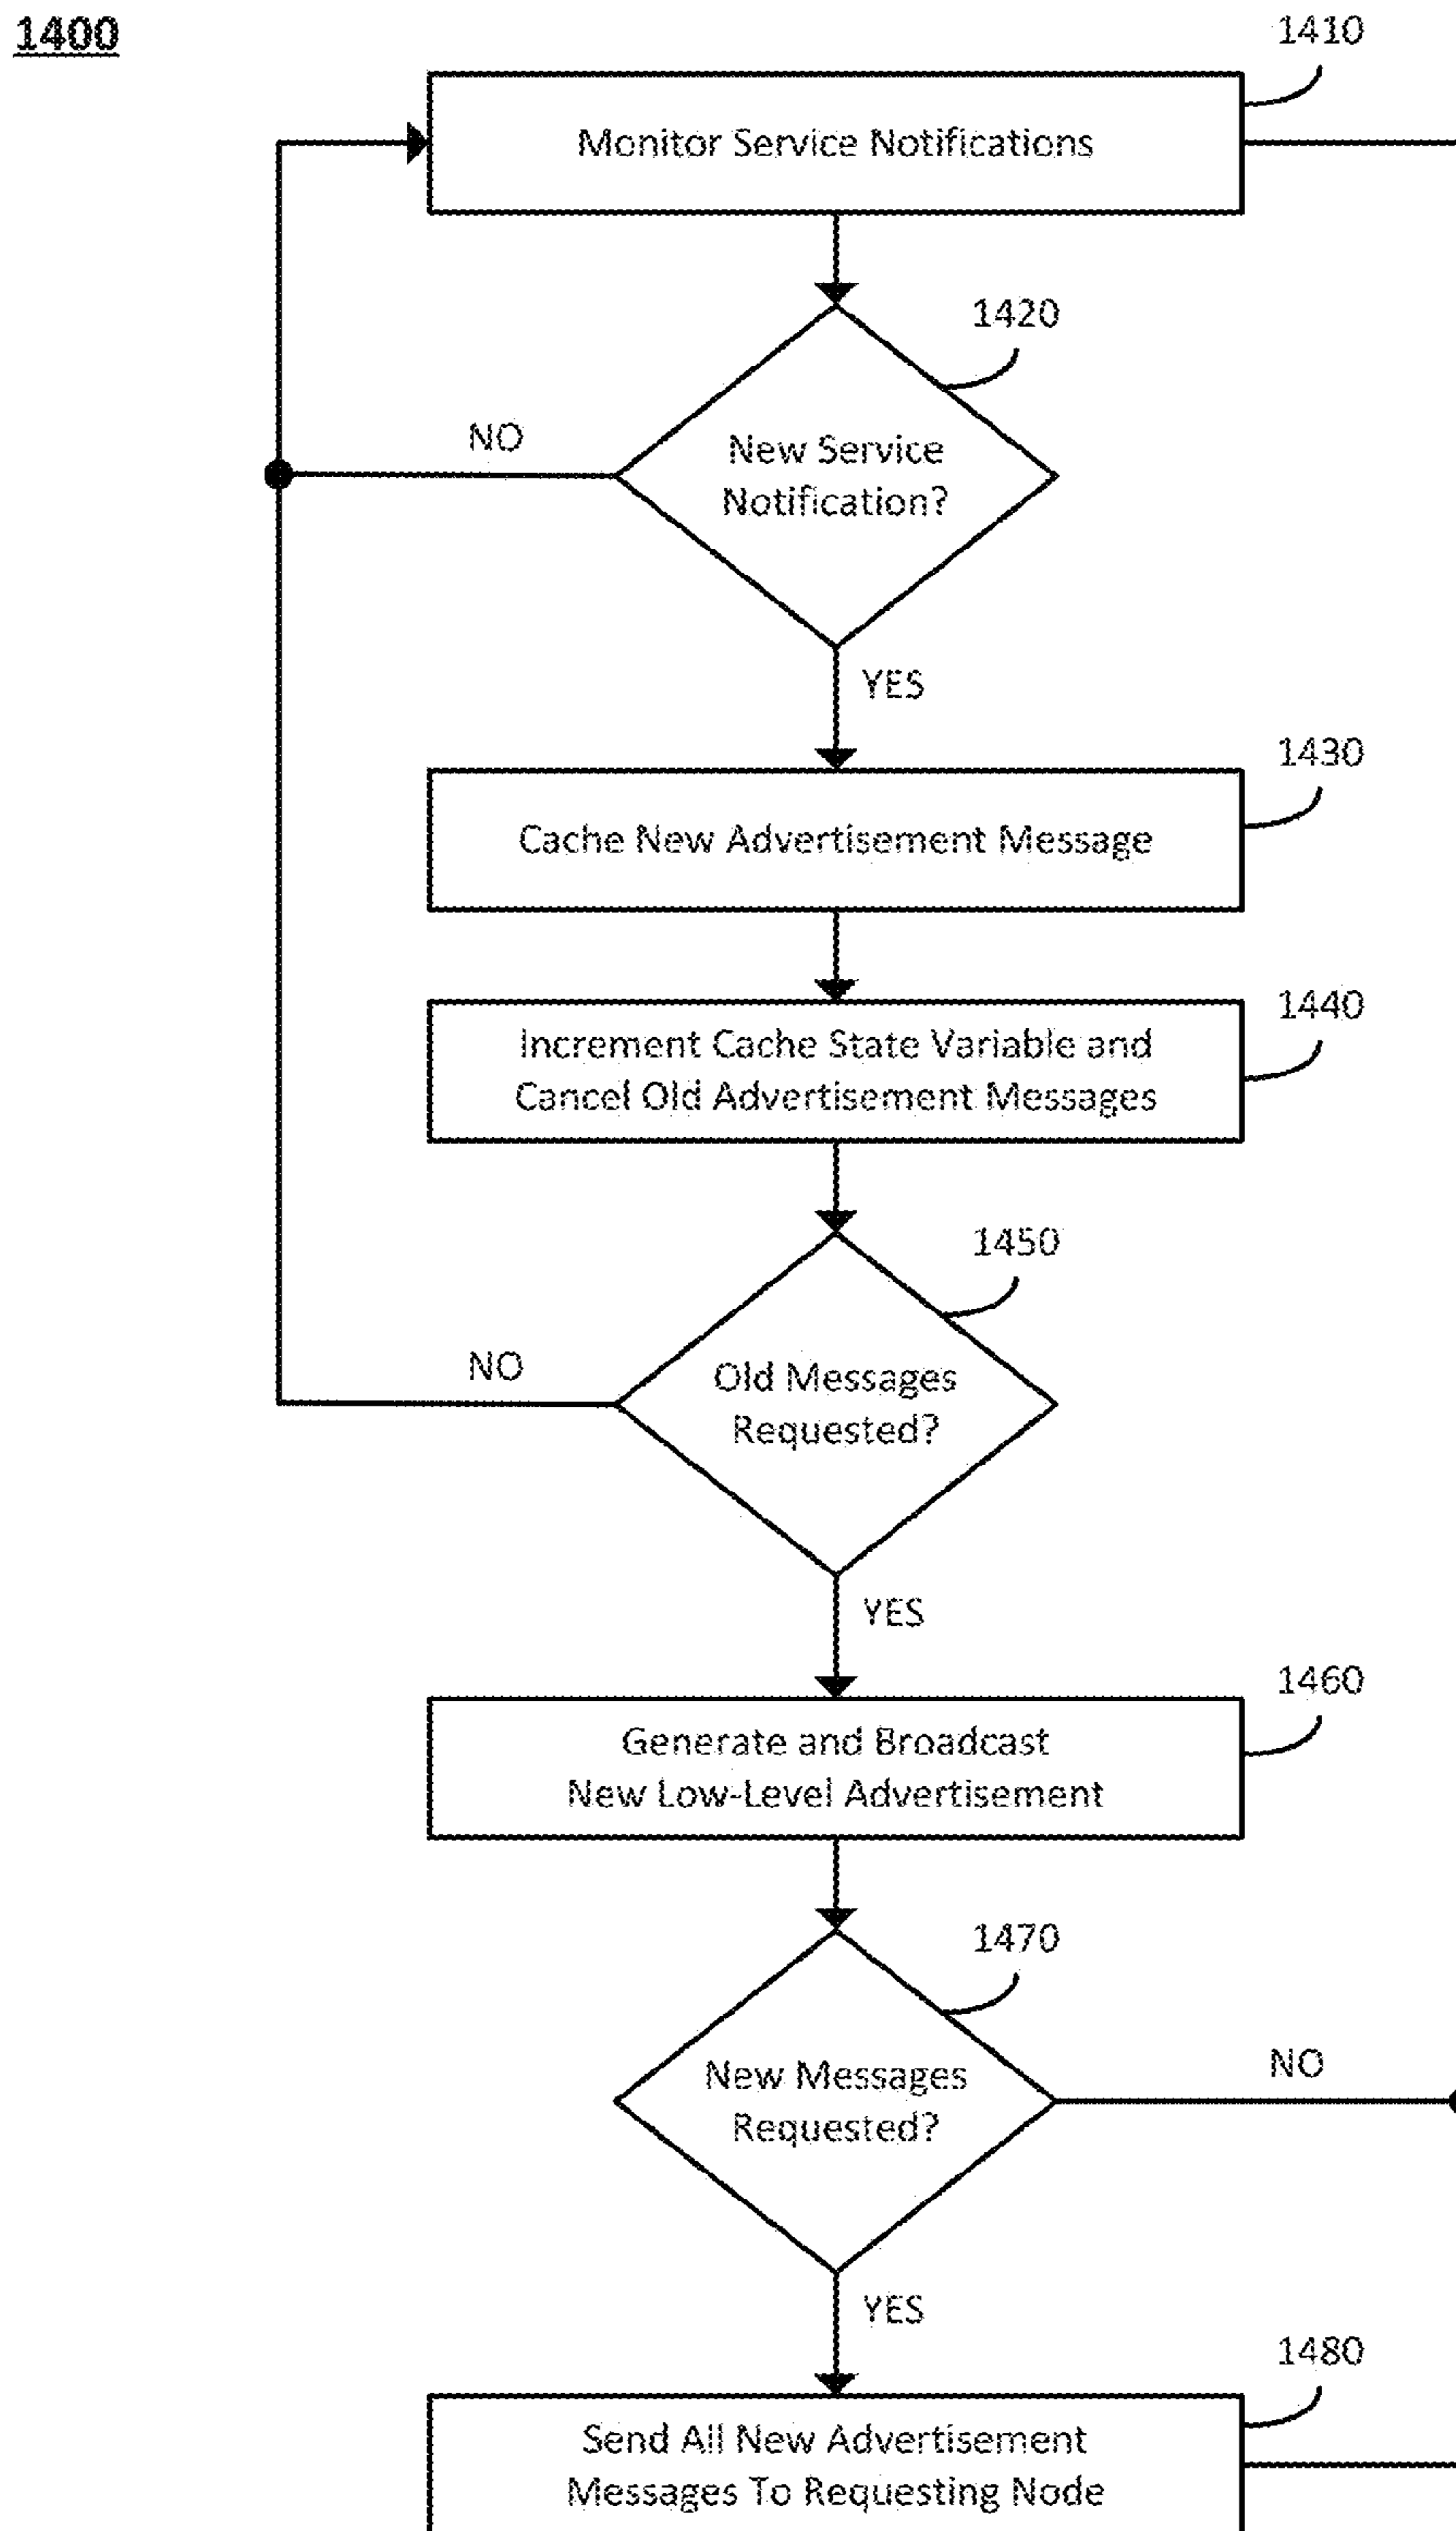 1400
1410
Monitor Service Notifications
1420
New Service
Notification?
NO
YES
1430
Cache New Advertisement Message
1440
Increment Cache State Variable and
Cancel Old Advertisement Messages
1450
Old Messages
Requested?
NO
YES
1460
Generate and Broadcast
New Low-Level Advertisement
1470
New Messages
Requested?
NO
YES
1480
Send All New Advertisement
Messages To Requesting Node